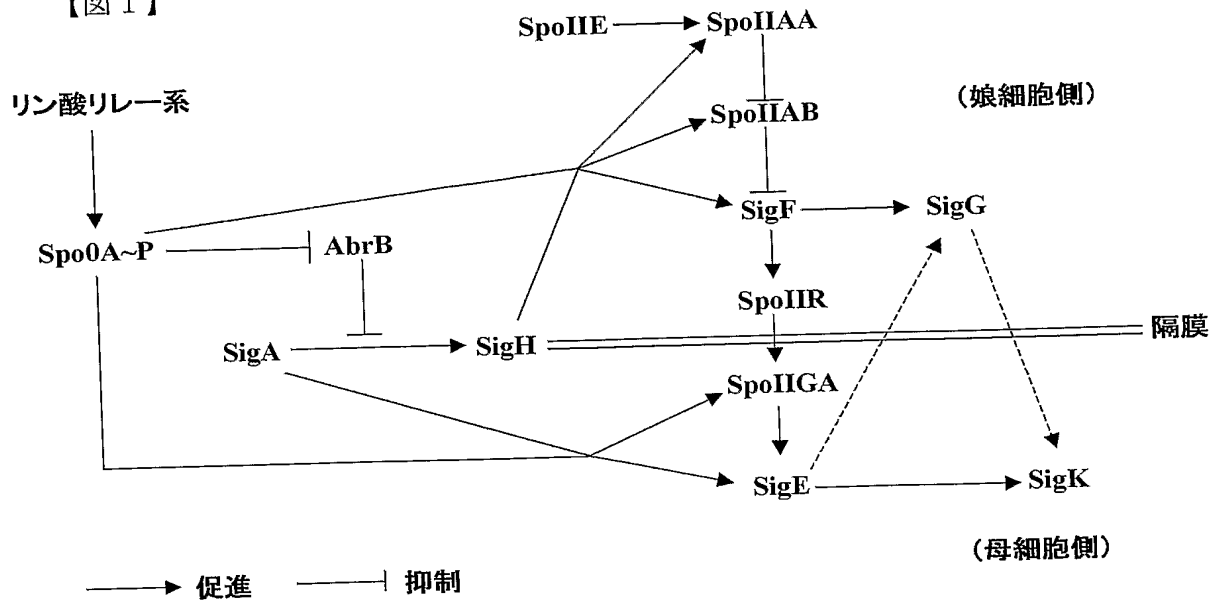 【図1】
SpoIIE
SpoIIAA
リン酸リレー系
SpoIIAB
(娘細胞側)
SigF
SigG
Spo0A~P
AbrB
SpoIIR
隔膜
SigA
SigH
SpoIIGA
SigE
SigK
(母細胞側)
促進
抑制